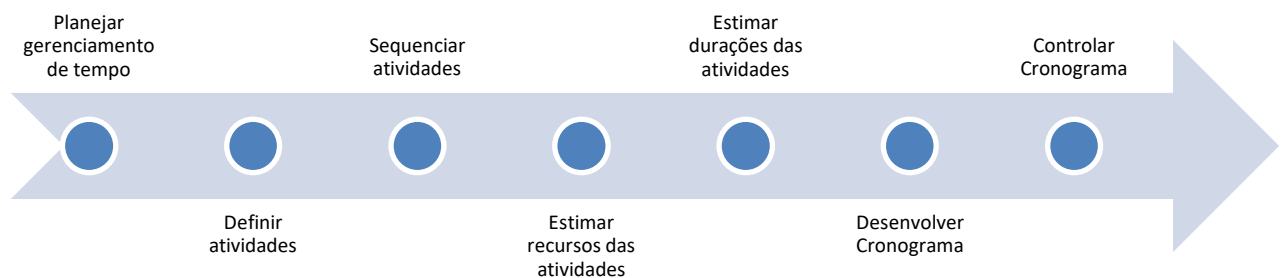 Planejar
gerenciamento
de tempo
Definir
atividades
Sequenciar
atividades
Estimar
recursos das
atividades
Estimar
durações das
atividades
Desenvolver
Cronograma
Controlar
Cronograma